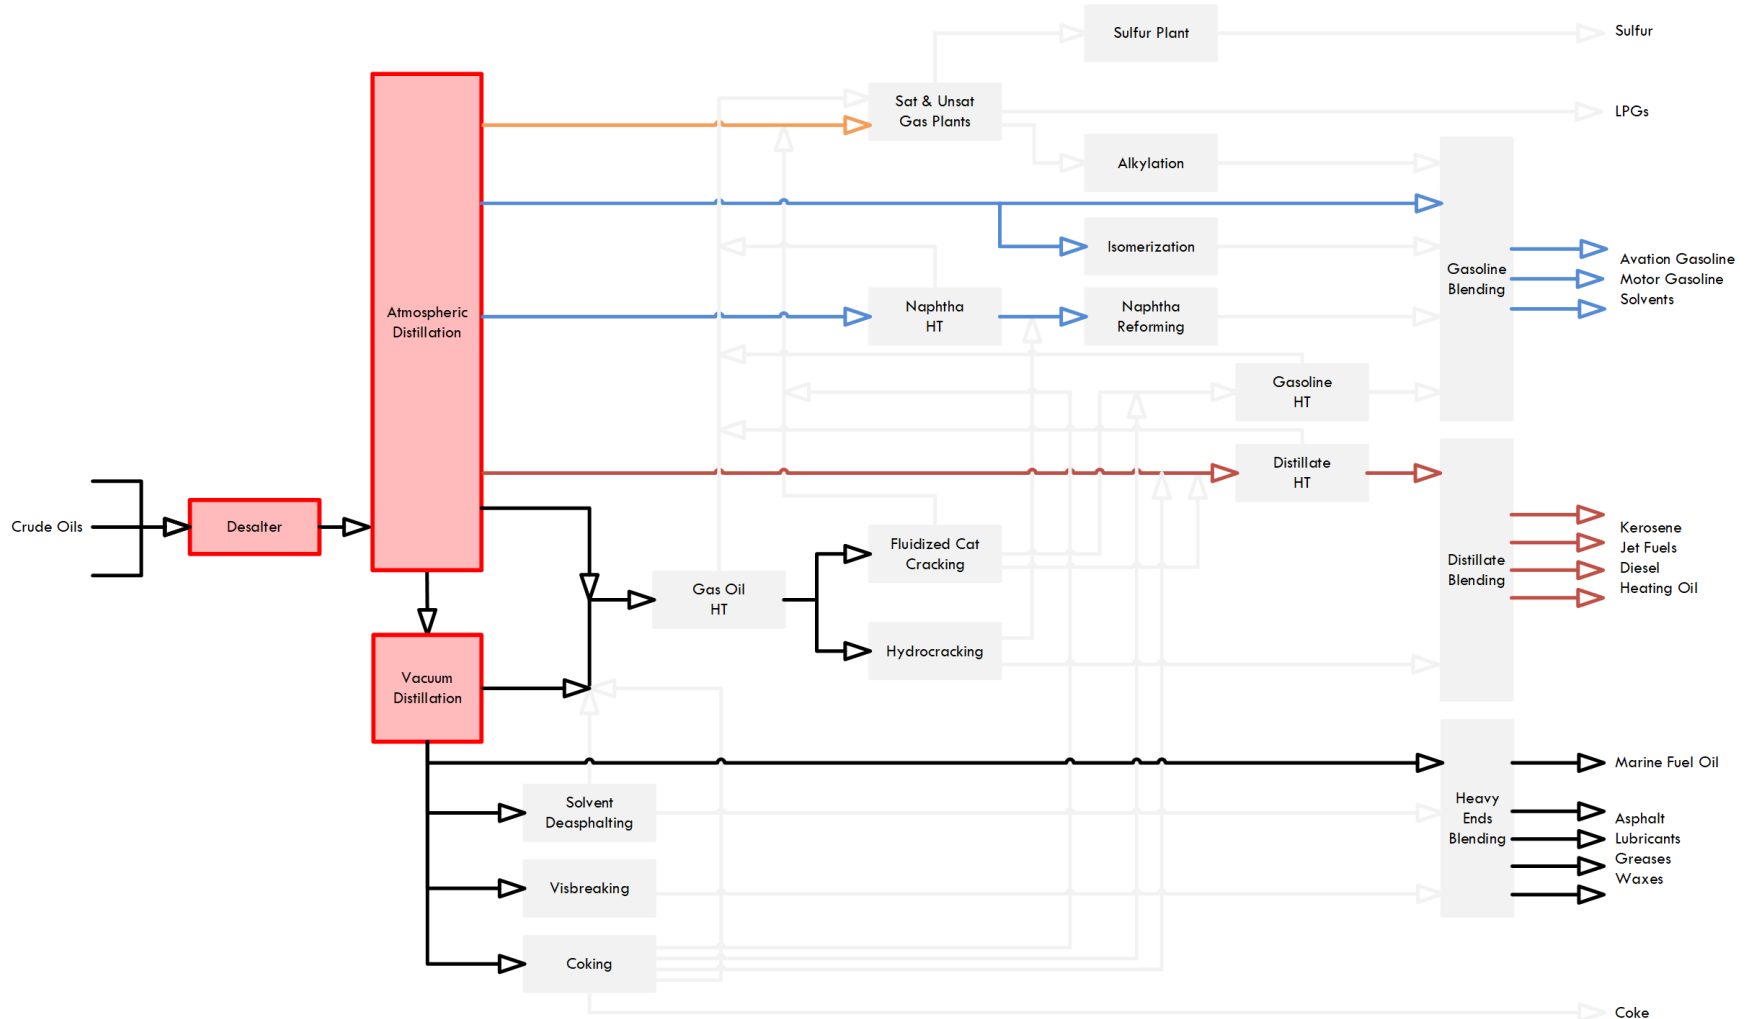 Sulfur Plant
Sulfur
Sat & Unsat
Gas Plants
LPGs
Alkylation
Isomerization
Gasoline
Blending
Avation Gasoline
Motor Gasoline
Solvents
Atmospheric
Distillation
Naphtha
HT
Naphtha
Reforming
Gasoline
HT
Distillate
HT
Crude Oils
Desalter
Fluidized Cat
Cracking
Distillate
Blending
Kerosene
Jet Fuels
Diesel
Heating Oil
Gas Oil
HT
Hydrocracking
Vacuum
Distillation
Marine Fuel Oil
Solvent
Deasphalting
Heavy
Ends
Blending
Asphalt
Lubricants
Greases
Waxes
Visbreaking
Coking
Coke